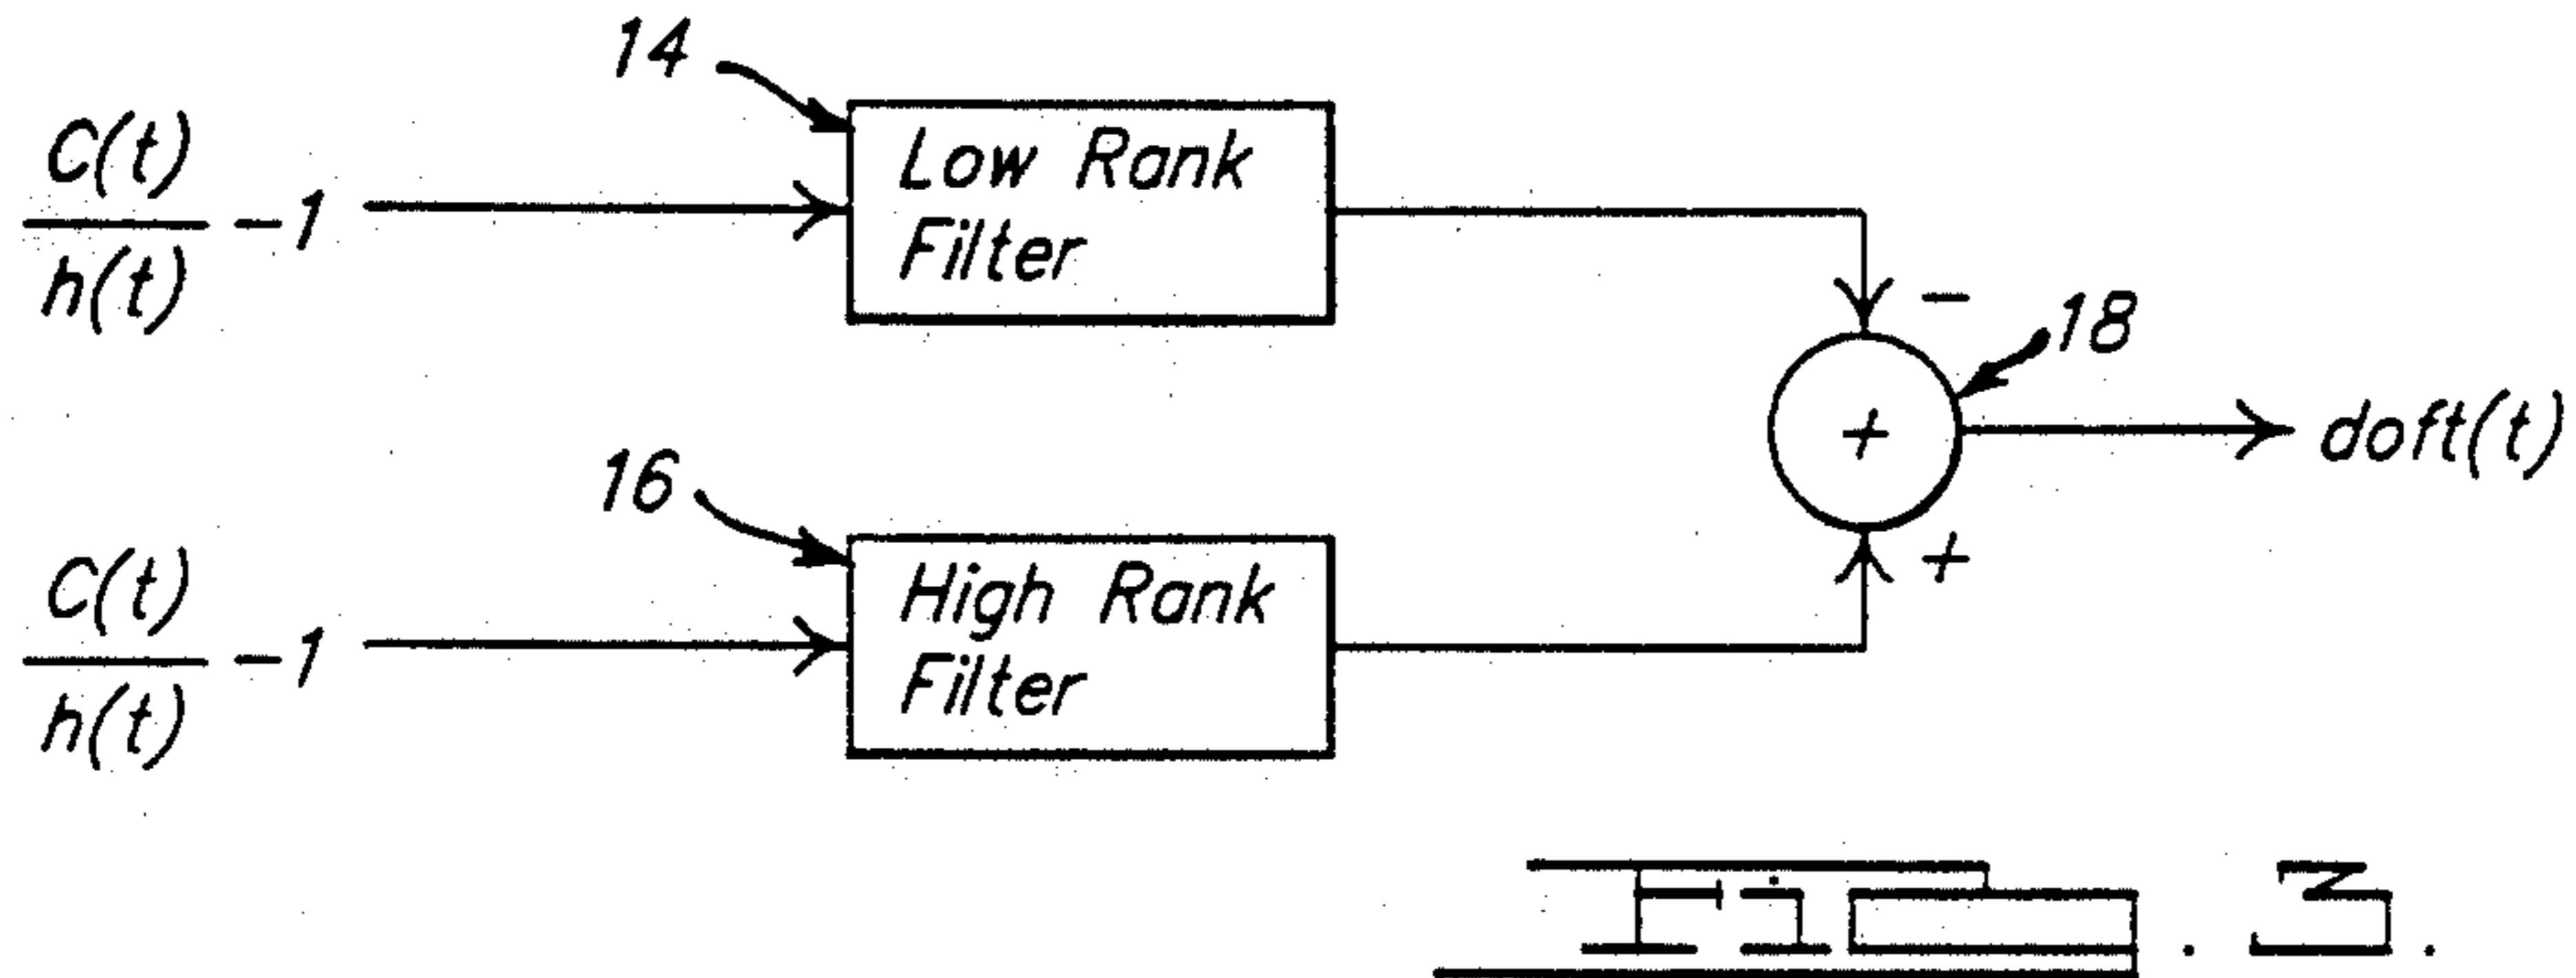 14
C(t)
h(t)
-1
Low Rank
Filter
-
18
+
doft(t)
16
C(t)
h(t)
-1
High Rank
Filter
+
Fig. 3.